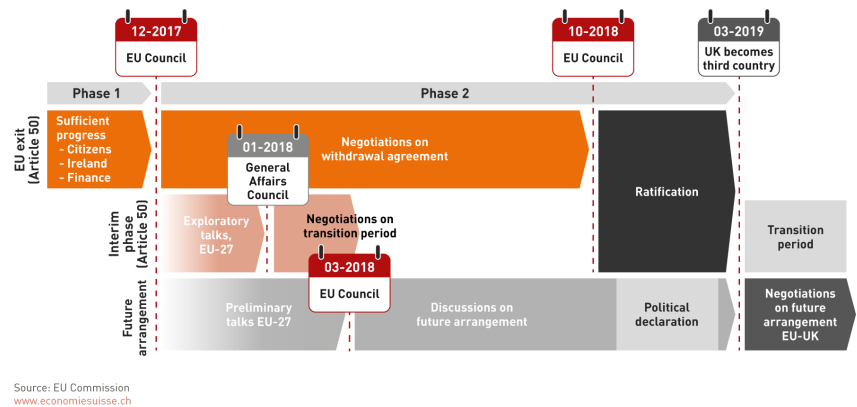 12-2017
EU Council
10-2018
EU Council
03-2019
UK becomes
third country
Phase 1
Phase 2
EU exit
(Article 50)
Sufficient
progress
- Citizens
- Ireland
- Finance
Negotiations on
withdrawal agreement
01-2018
General
Affairs
Council
Ratification
Interim
phase
(Article 50)
Exploratory
talks,
EU-27
Negotiations on
transition period
Transition
period
03-2018
EU Council
Future
arrangement
Preliminary
talks EU-27
Discussions on
future arrangement
Political
declaration
Negotiations
on future
arrangement
EU-UK
Source: EU Commission
www.economiesuisse.ch